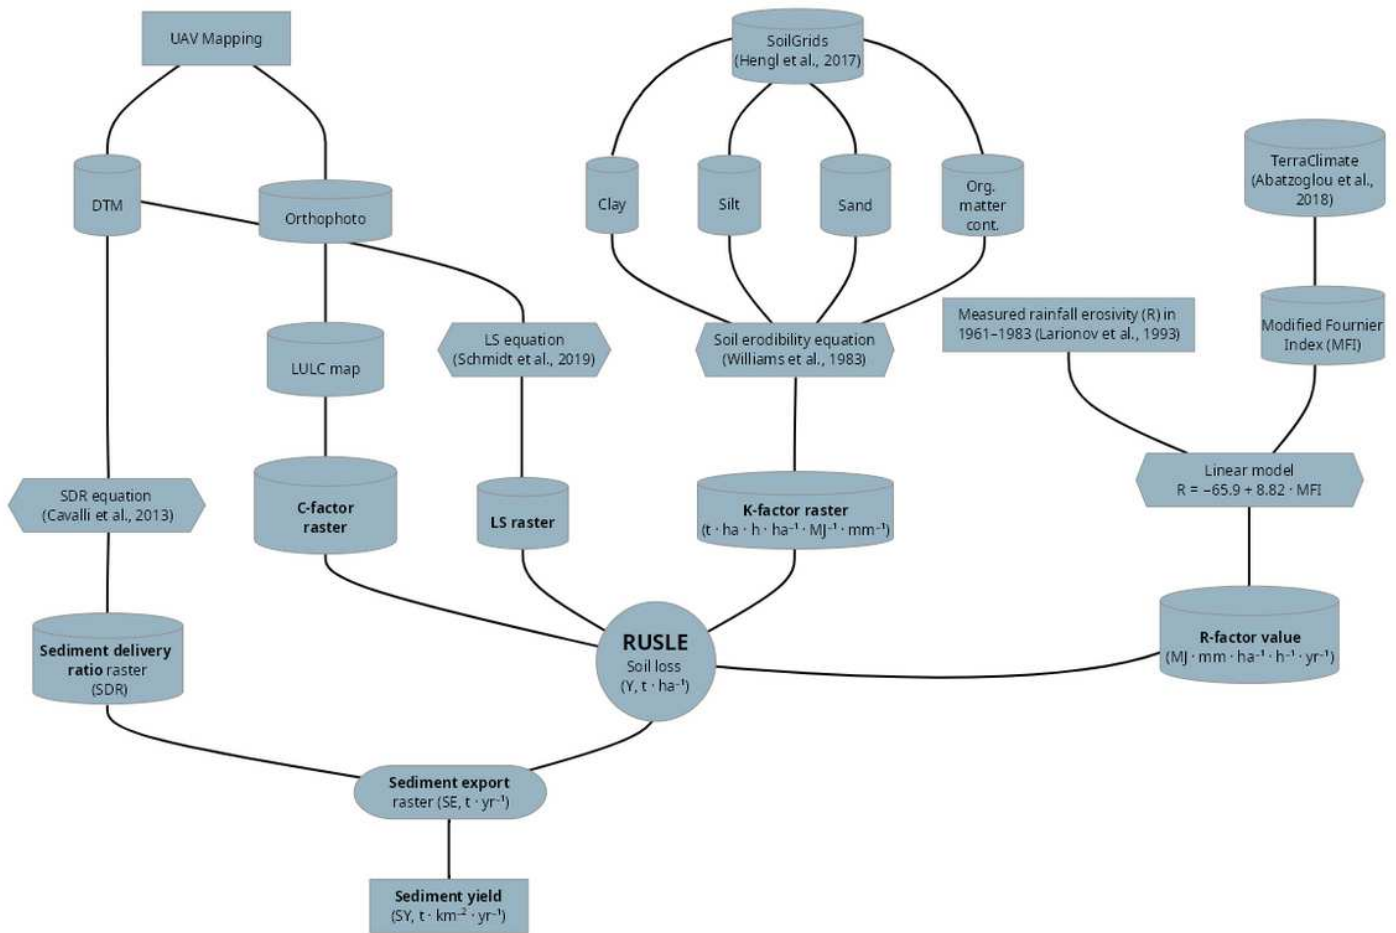 UAV Mapping
SoilGrids
(Hengl et al., 2017)
TerraClimate
(Abatzoglou et al.,
2018)
DTM
Orthophoto
Clay
Silt
Sand
Org.
matter
cont.
Measured rainfall erosivity (R) in
1961–1983 (Larionov et al., 1993)
Modified Fournier
Index (MFI)
LULC map
LS equation
(Schmidt et al., 2019)
Soil erodibility equation
(Williams et al., 1983)
SDR equation
(Cavalli et al., 2013)
C-factor
raster
LS raster
K-factor raster
(t · ha · h · ha⁻¹ · MJ⁻¹ · mm⁻¹)
Linear model
R = −65.9 + 8.82 · MFI
Sediment delivery
ratio raster
(SDR)
RUSLE
Soil loss
(Y, t · ha⁻¹)
R-factor value
(MJ · mm · ha⁻¹ · h⁻¹ · yr⁻¹)
Sediment export
raster (SE, t · yr⁻¹)
Sediment yield
(SY, t · km⁻² · yr⁻¹)